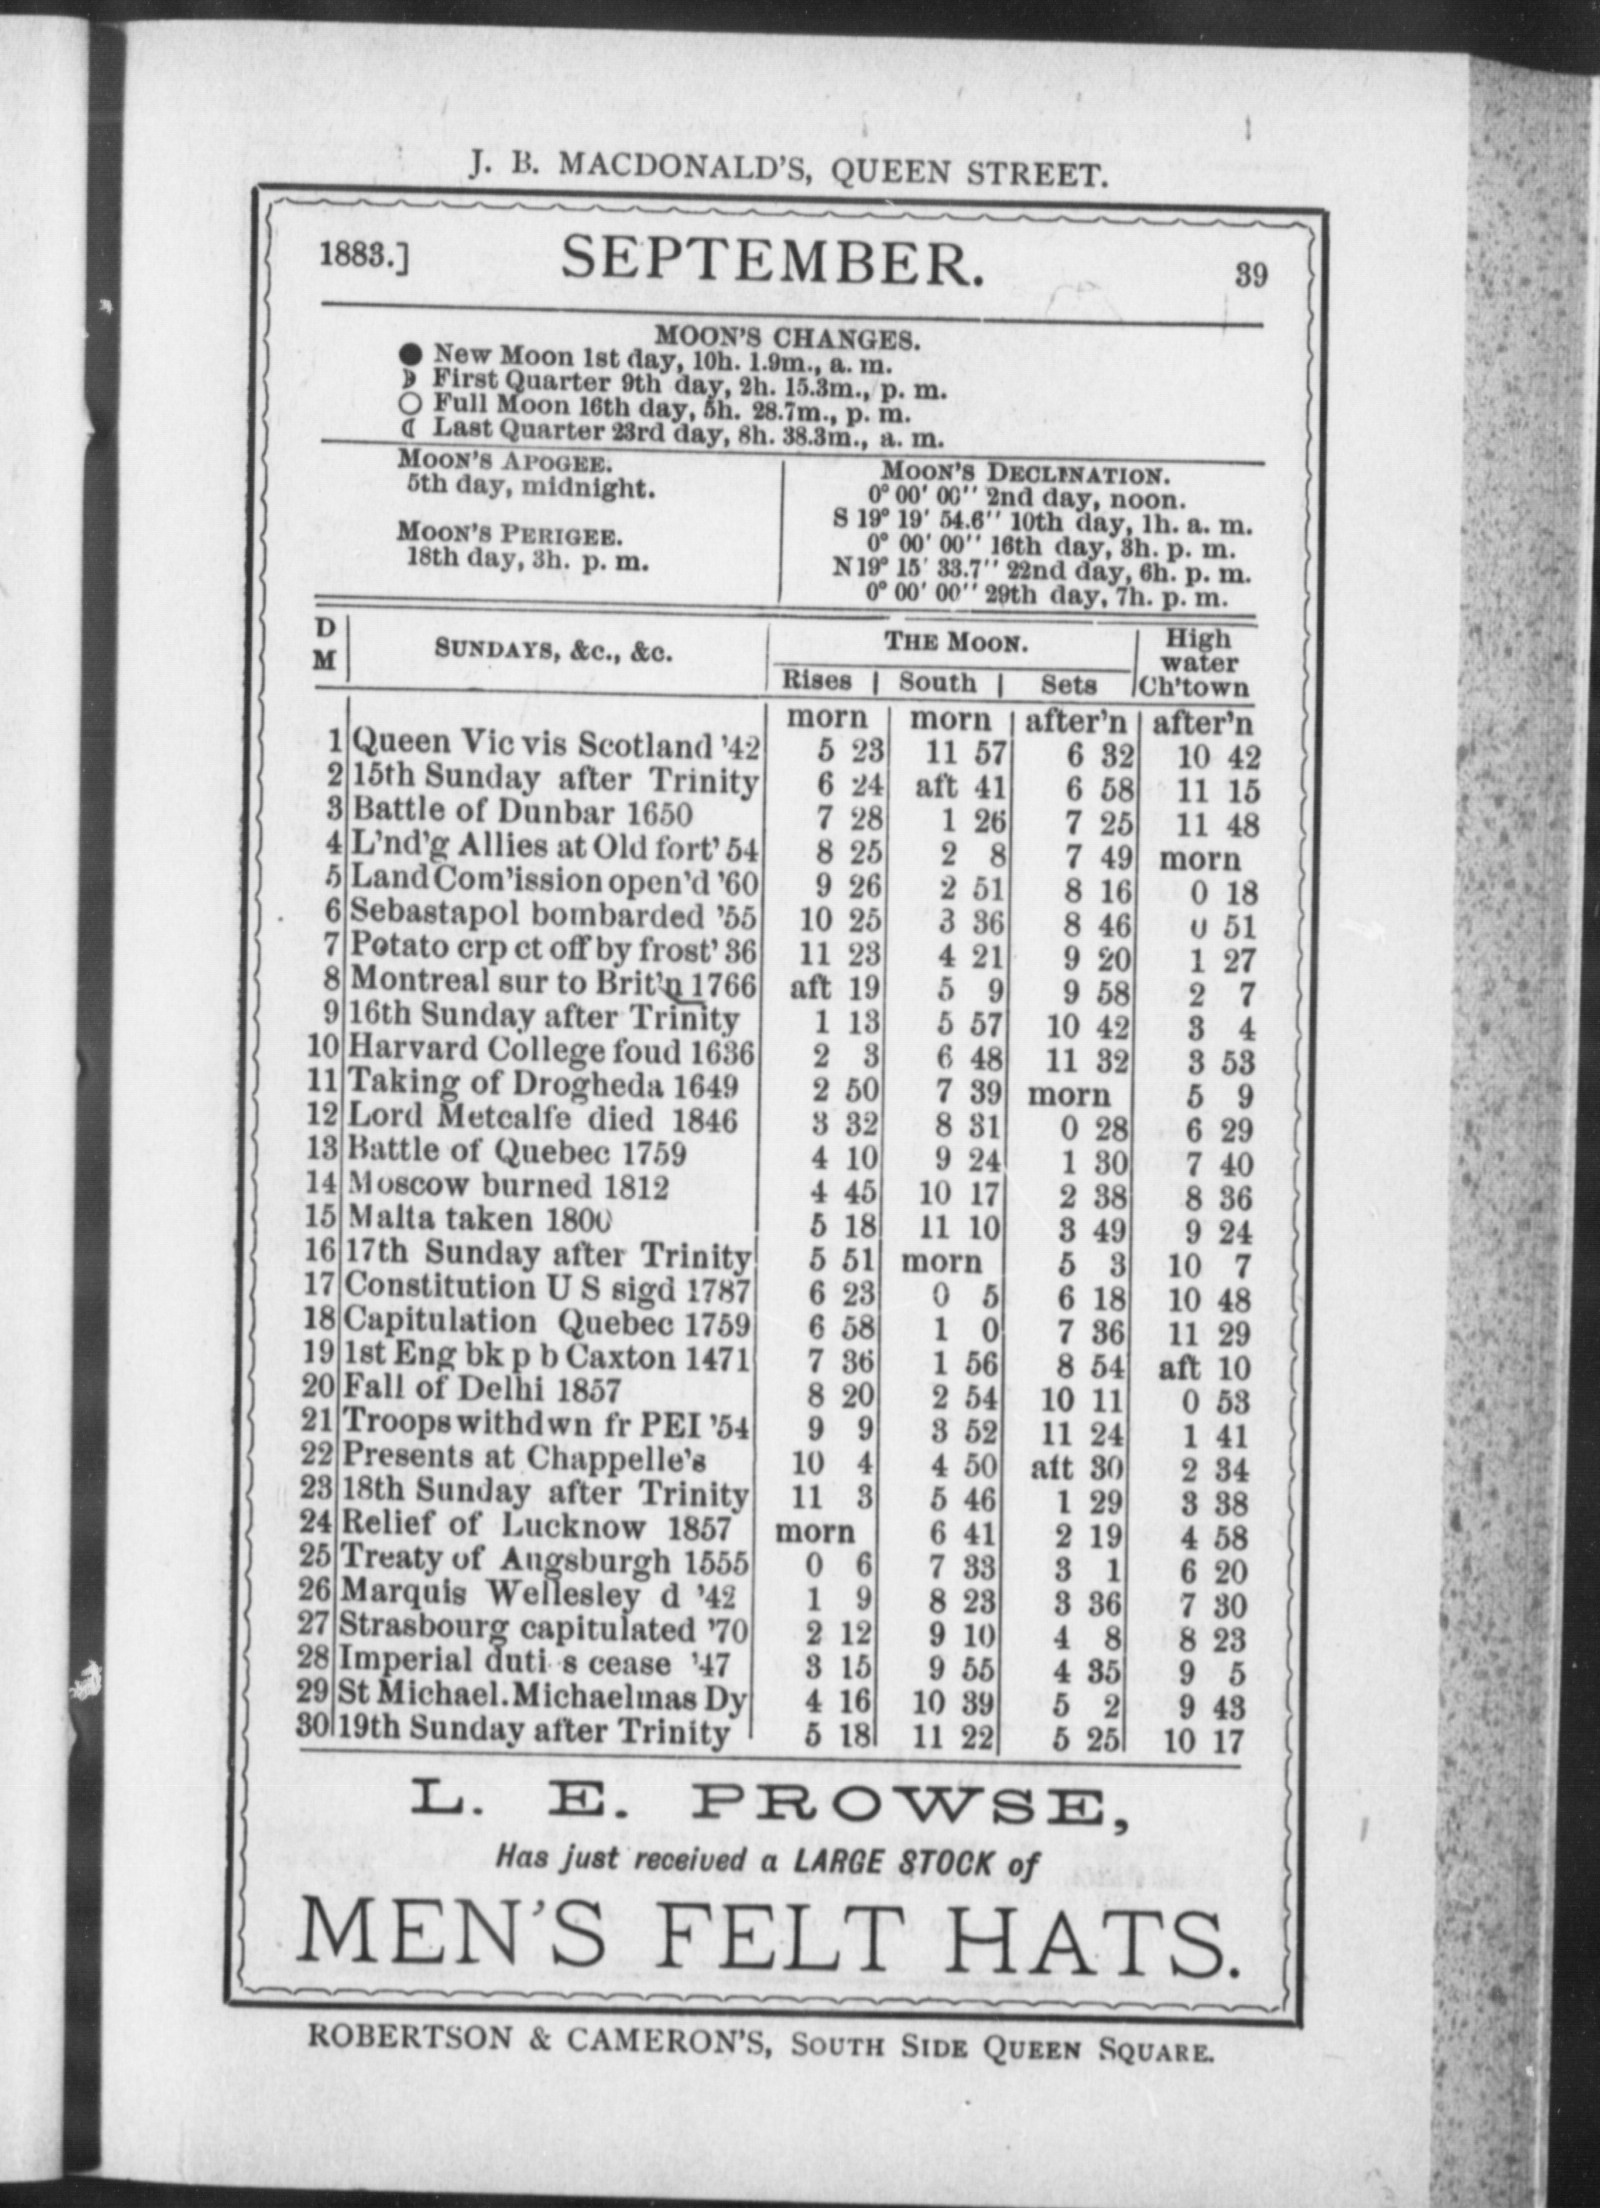 J. B. MACDONALD'S, QUEEN STREET.
1883.] SEPTEMBER. 39
MOON'S CHANGES.
New Moon 1st day, 10h. 1.9m., a. m.
First Quarter 9th day, 2h. 15.3m., p. m.
Full Moon 16th day, 5h. 28.7m., p. m.
Last Quarter 23rd day, 8h. 38.3m., a. m.
MOON'S APOGEE.
5th day, midnight.
MOON'S PERIGEE.
18th day, 3h. p. m.
MOON'S DECLINATION.
0° 00' 00'' 2nd day, noon.
S 19° 19' 54.6'' 10th day, 1h. a. m.
0° 00' 00'' 16th day, 3h. p. m.
N 19° 15' 33.7'' 22nd day, 6h. p. m.
0° 00' 00'' 29th day, 7h. p. m.
D M SUNDAYS, &c., &c. THE MOON. High water Ch'town
Rises South Sets
morn morn after'n after'n
1 Queen Vic vis Scotland '42 5 23 11 57 6 32 10 42
2 15th Sunday after Trinity 6 24 aft 41 6 58 11 15
3 Battle of Dunbar 1650 7 28 1 26 7 25 11 48
4 L'nd'g Allies at Old fort' 54 8 25 2 8 7 49 morn
5 Land Com'ission open'd '60 9 26 2 51 8 16 0 18
6 Sebastapol bombarded '55 10 25 3 36 8 46 0 51
7 Potato crp ct off by frost' 36 11 23 4 21 9 20 1 27
8 Montreal sur to Brit'n 1766 aft 19 5 9 9 58 2 7
9 16th Sunday after Trinity 1 13 5 57 10 42 3 4
10 Harvard College foud 1636 2 3 6 48 11 32 3 53
11 Taking of Drogheda 1649 2 50 7 39 morn 5 9
12 Lord Metcalfe died 1846 3 32 8 31 0 28 6 29
13 Battle of Quebec 1759 4 10 9 24 1 30 7 40
14 Moscow burned 1812 4 45 10 17 2 38 8 36
15 Malta taken 1800 5 18 11 10 3 49 9 24
16 17th Sunday after Trinity 5 51 morn 5 3 10 7
17 Constitution U S sigd 1787 6 23 0 5 6 18 10 48
18 Capitulation Quebec 1759 6 58 1 0 7 36 11 29
19 1st Eng bk p b Caxton 1471 7 36 1 56 8 54 aft 10
20 Fall of Delhi 1857 8 20 2 54 10 11 0 53
21 Troops withdwn fr PEI '54 9 9 3 52 11 24 1 41
22 Presents at Chappelle's 10 4 4 50 aft 30 2 34
23 18th Sunday after Trinity 11 3 5 46 1 29 3 38
24 Relief of Lucknow 1857 morn 6 41 2 19 4 58
25 Treaty of Augsburgh 1555 0 6 7 33 3 1 6 20
26 Marquis Wellesley d '42 1 9 8 23 3 36 7 30
27 Strasbourg capitulated '70 2 12 9 10 4 8 8 23
28 Imperial duti s cease '47 3 15 9 55 4 35 9 5
29 St Michael. Michaelmas Dy 4 16 10 39 5 2 9 43
30 19th Sunday after Trinity 5 18 11 22 5 25 10 17
L. E. PROWSE,
Has just received a LARGE STOCK of
MEN'S FELT HATS.
ROBERTSON & CAMERON'S, SOUTH SIDE QUEEN SQUARE.